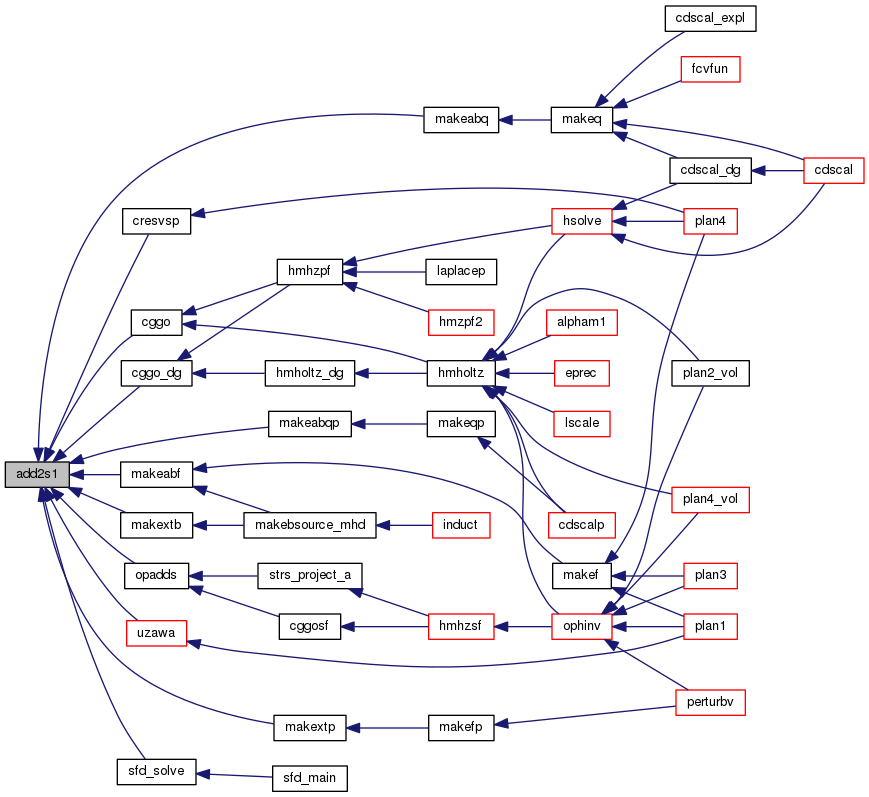 cdscal_expl
fcvfun
makeabq
makeq
cdscal_dg
cdscal
cresvsp
hsolve
plan4
hmhzpf
laplacep
cggo
hmzpf2
alpham1
cggo_dg
hmholtz_dg
hmholtz
eprec
plan2_vol
makeabqp
makeqp
lscale
add2s1
makeabf
plan4_vol
makextb
makebsource_mhd
induct
cdscalp
opadds
strs_project_a
makef
plan3
uzawa
cggosf
hmhzsf
ophinv
plan1
perturbv
makextp
makefp
sfd_solve
sfd_main